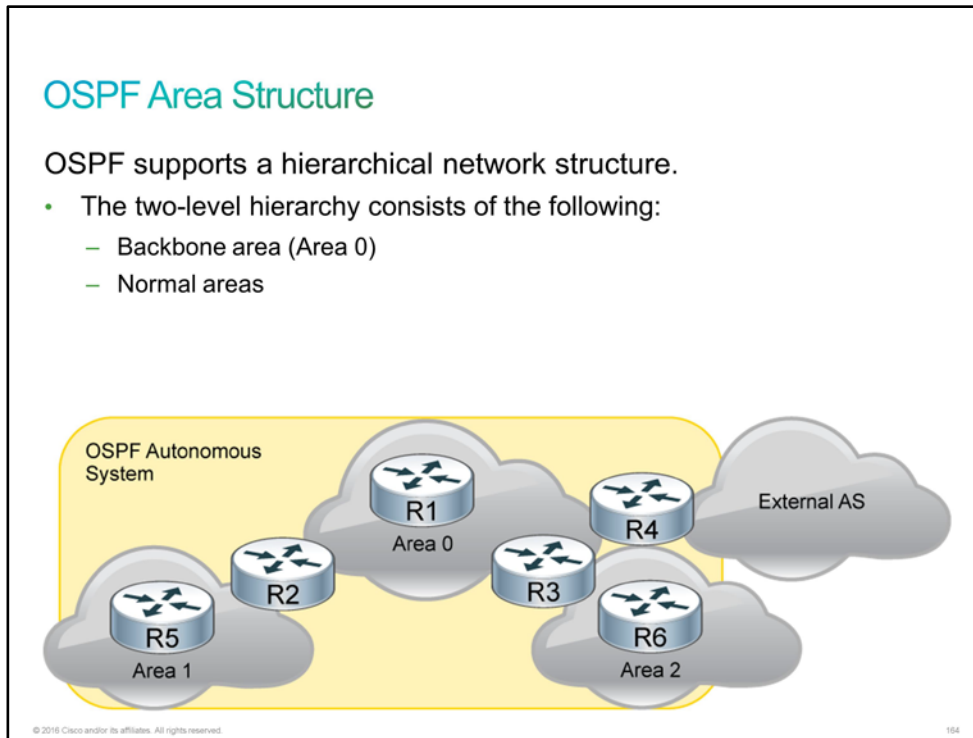 OSPF Area Structure
OSPF supports a hierarchical network structure.
• The two-level hierarchy consists of the following:
– Backbone area (Area 0)
– Normal areas
OSPF Autonomous
System
R1
Area 0
R4
External AS
R2
R3
R5
Area 1
R6
Area 2
© 2016 Cisco and/or its affiliates. All rights reserved.
164